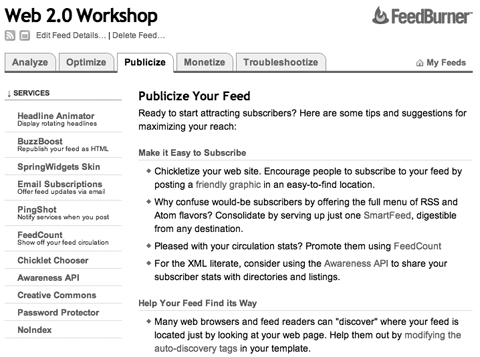 Web 2.0 Workshop
FeedBurner
Edit Feed Details... | Delete Feed...
Analyze
Optimize
Publicize
Monetize
Troubleshootize
My Feeds
↓ SERVICES
Headline Animator
Display rotating headlines
BuzzBoost
Republish your feed as HTML
SpringWidgets Skin
Email Subscriptions
Offer feed updates via email
PingShot
Notify services when you post
FeedCount
Show off your feed circulation
Chicklet Chooser
Awareness API
Creative Commons
Password Protector
NoIndex
Publicize Your Feed
Ready to start attracting subscribers? Here are some tips and suggestions for
maximizing your reach:
Make it Easy to Subscribe
Chickletize your web site. Encourage people to subscribe to your feed by
posting a friendly graphic in an easy-to-find location.
Why confuse would-be subscribers by offering the full menu of RSS and
Atom flavors? Consolidate by serving up just one SmartFeed, digestible
from any destination.
Pleased with your circulation stats? Promote them using FeedCount
For the XML literate, consider using the Awareness API to share your
subscriber stats with directories and listings.
Help Your Feed Find its Way
Many web browsers and feed readers can "discover" where your feed is
located just by looking at your web page. Help them out by modifying the
auto-discovery tags in your template.